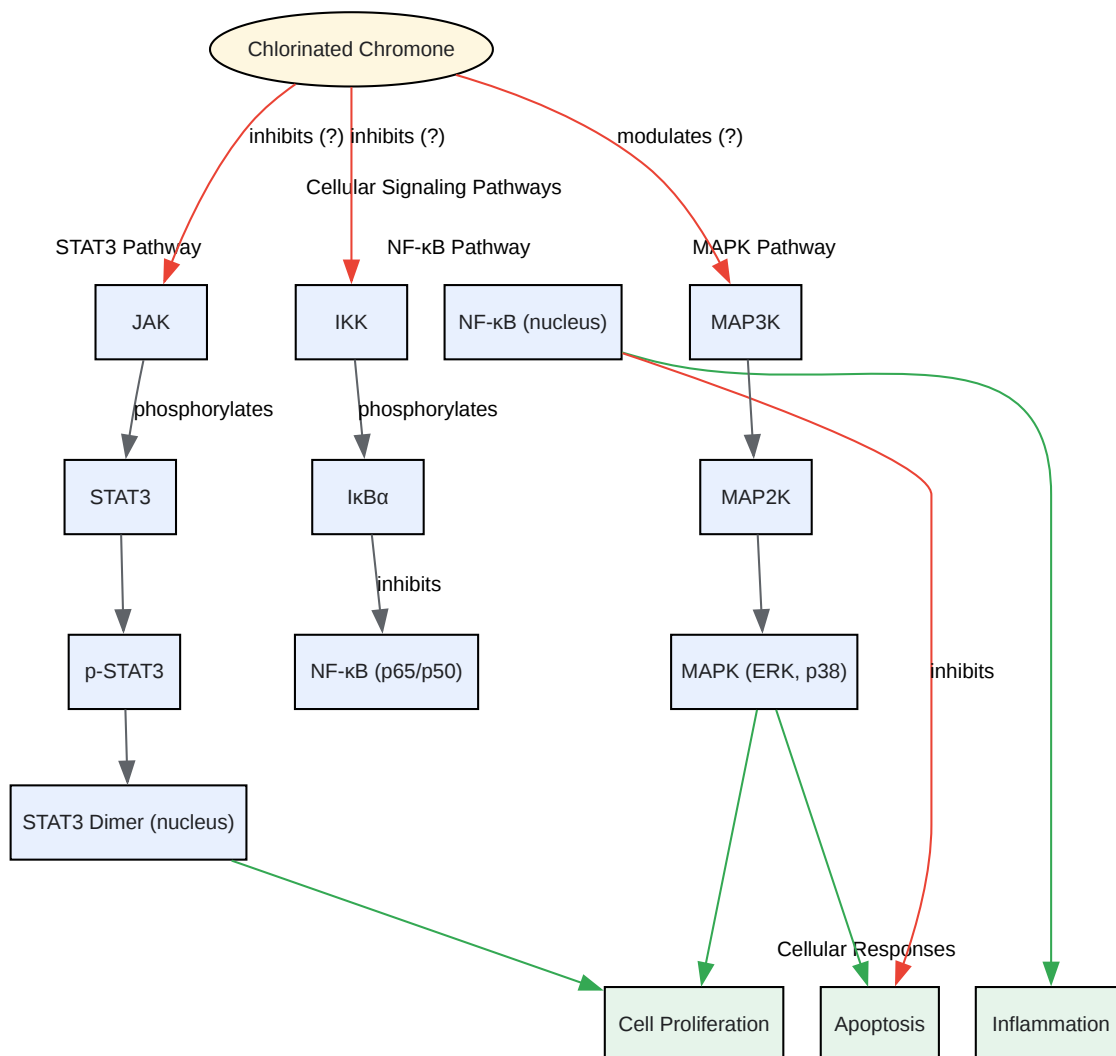 Chlorinated Chromone
inhibits (?)
inhibits (?)
modulates (?)
Cellular Signaling Pathways
STAT3 Pathway
NF-κB Pathway
MAPK Pathway
JAK
IKK
NF-κB (nucleus)
MAP3K
phosphorylates
phosphorylates
STAT3
IκBα
MAP2K
inhibits
p-STAT3
NF-κB (p65/p50)
MAPK (ERK, p38)
inhibits
STAT3 Dimer (nucleus)
Cellular Responses
Cell Proliferation
Apoptosis
Inflammation